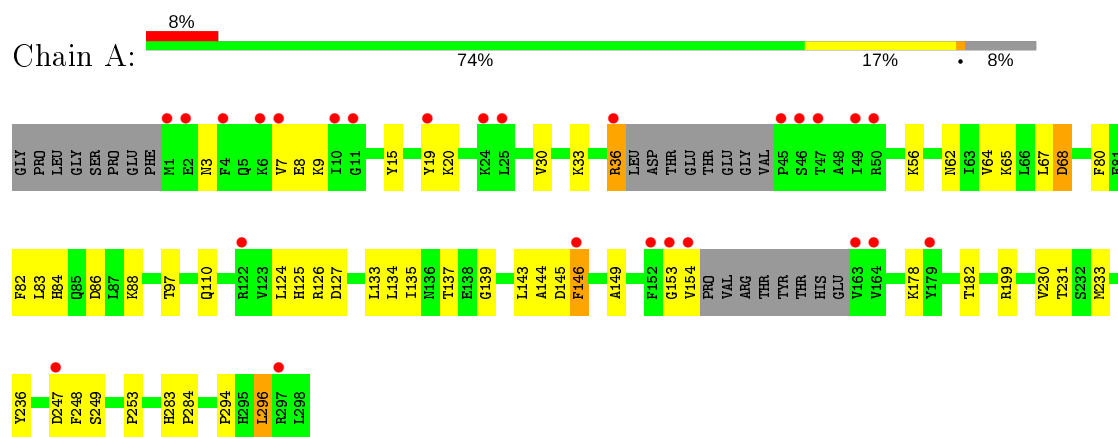 8%
Chain A:
74% 17% • 8%
GLY PRO LEU GLY SER PRO GLU PHE M1 E2 N3 F4 Q5 K6 V7 E8 K9 I10 G11 Y15 Y19 K20 K24 L25 V30 K33 R36 LEU ASP THR GLU THR GLU GLY VAL P45 S46 T47 A48 I49 R50 K56 N62 I63 V64 K65 L66 L67 D68 F80 E81
F82 L83 H84 Q85 D86 L87 K88 T97 Q110 R122 V123 L124 H125 R126 D127 L133 L134 I135 N136 T137 E138 G139 L143 A144 D145 F146 A149 F152 G153 V154 PRO VAL ARG THR TYR THR HIS GLU V163 V164 K178 Y179 T182 R199 V230 T231 S232 M233
Y236 D247 F248 S249 P253 H283 P284 P294 H295 L296 R297 L298